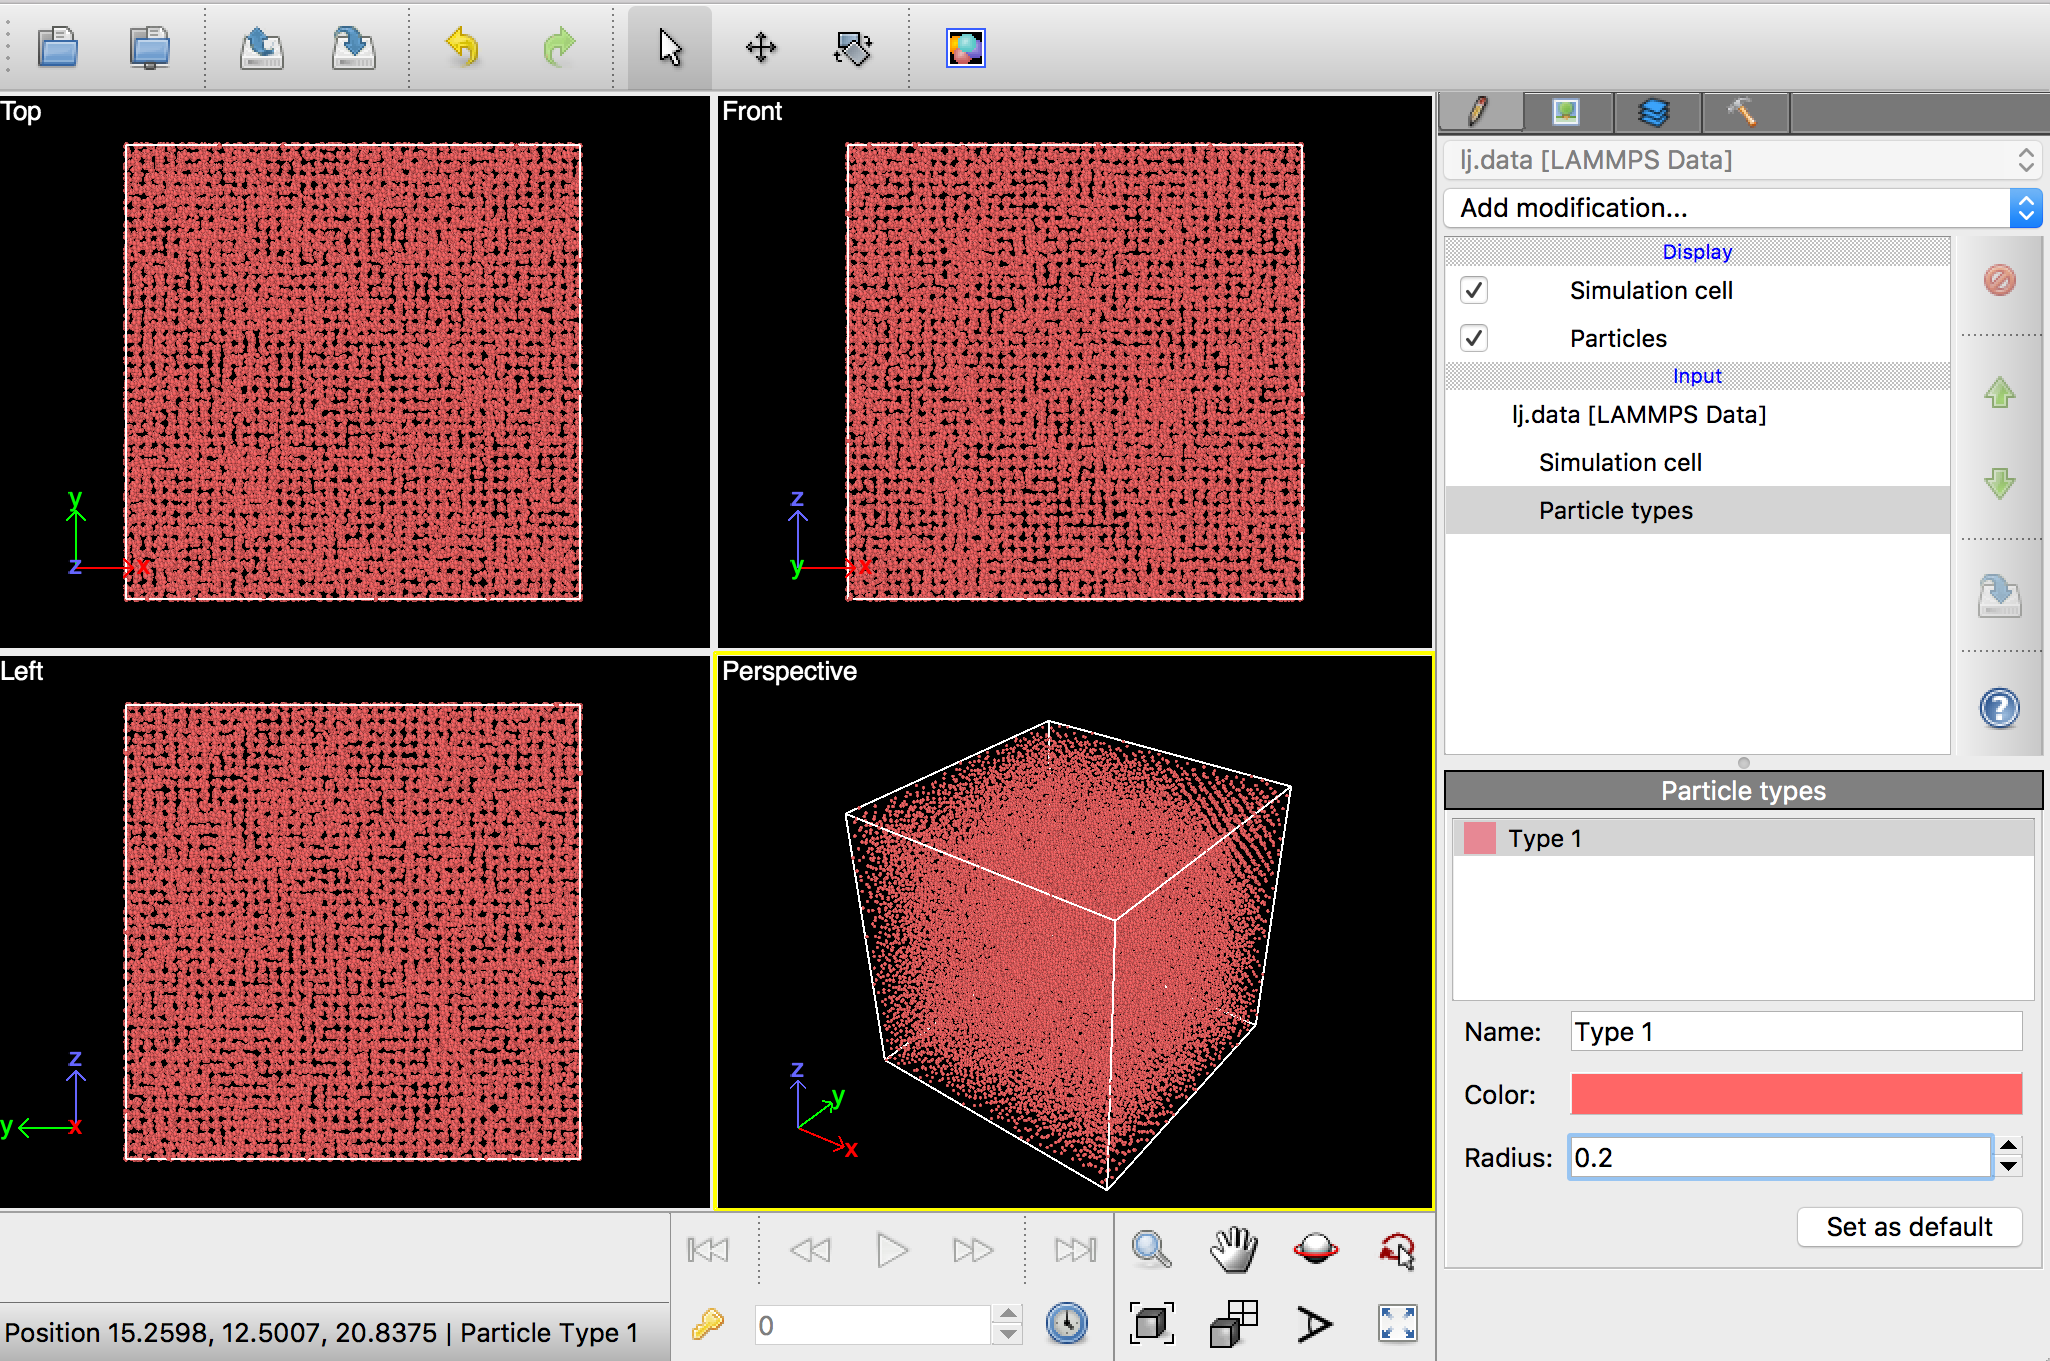 Top
Front
y
z
x
z
y
x
Left
Perspective
z
y
x
z
y
x
lj.data [LAMMPS Data]
Add modification...
Display
Simulation cell
Particles
Input
lj.data [LAMMPS Data]
Simulation cell
Particle types
Particle types
Type 1
Name: Type 1
Color:
Radius: 0.2
Set as default
0
Position 15.2598, 12.5007, 20.8375 | Particle Type 1